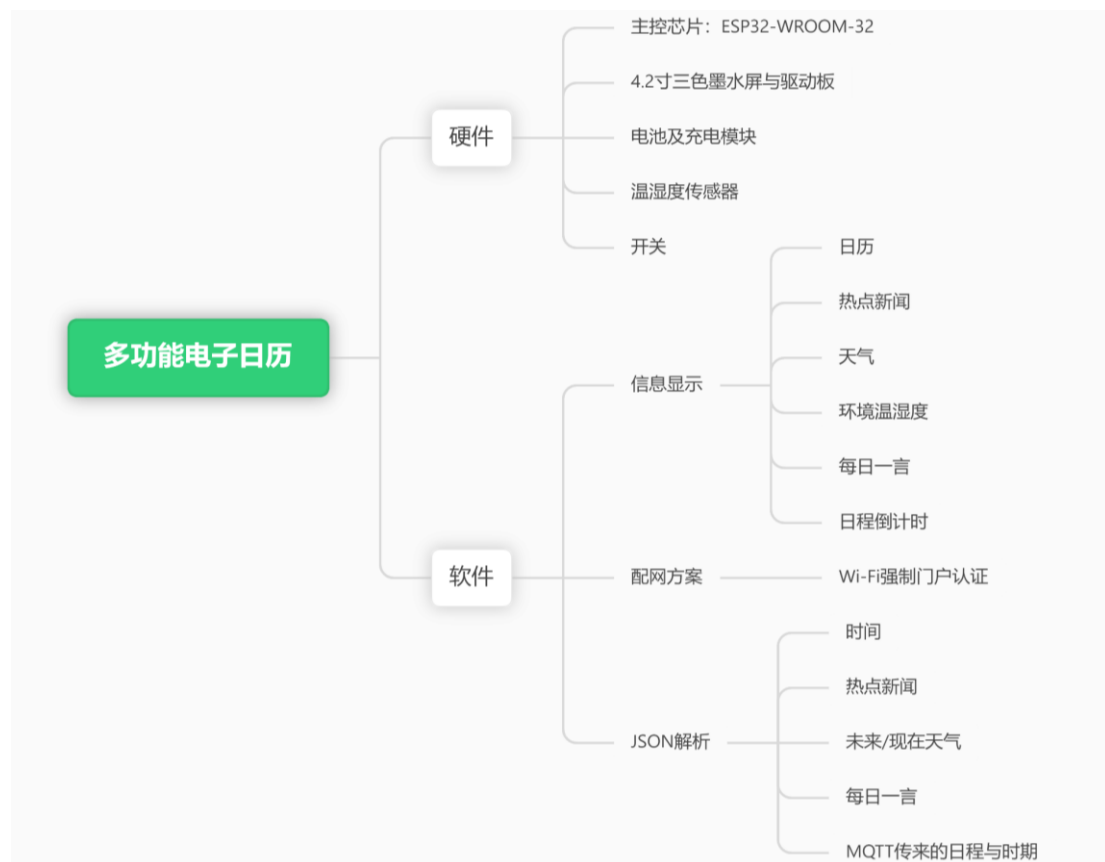 多功能电子日历
硬件
主控芯片：ESP32-WROOM-32
4.2寸三色墨水屏与驱动板
电池及充电模块
温湿度传感器
开关
软件
信息显示
日历
热点新闻
天气
环境温湿度
每日一言
日程倒计时
配网方案
Wi-Fi强制门户认证
JSON解析
时间
热点新闻
未来/现在天气
每日一言
MQTT传来的日程与时期